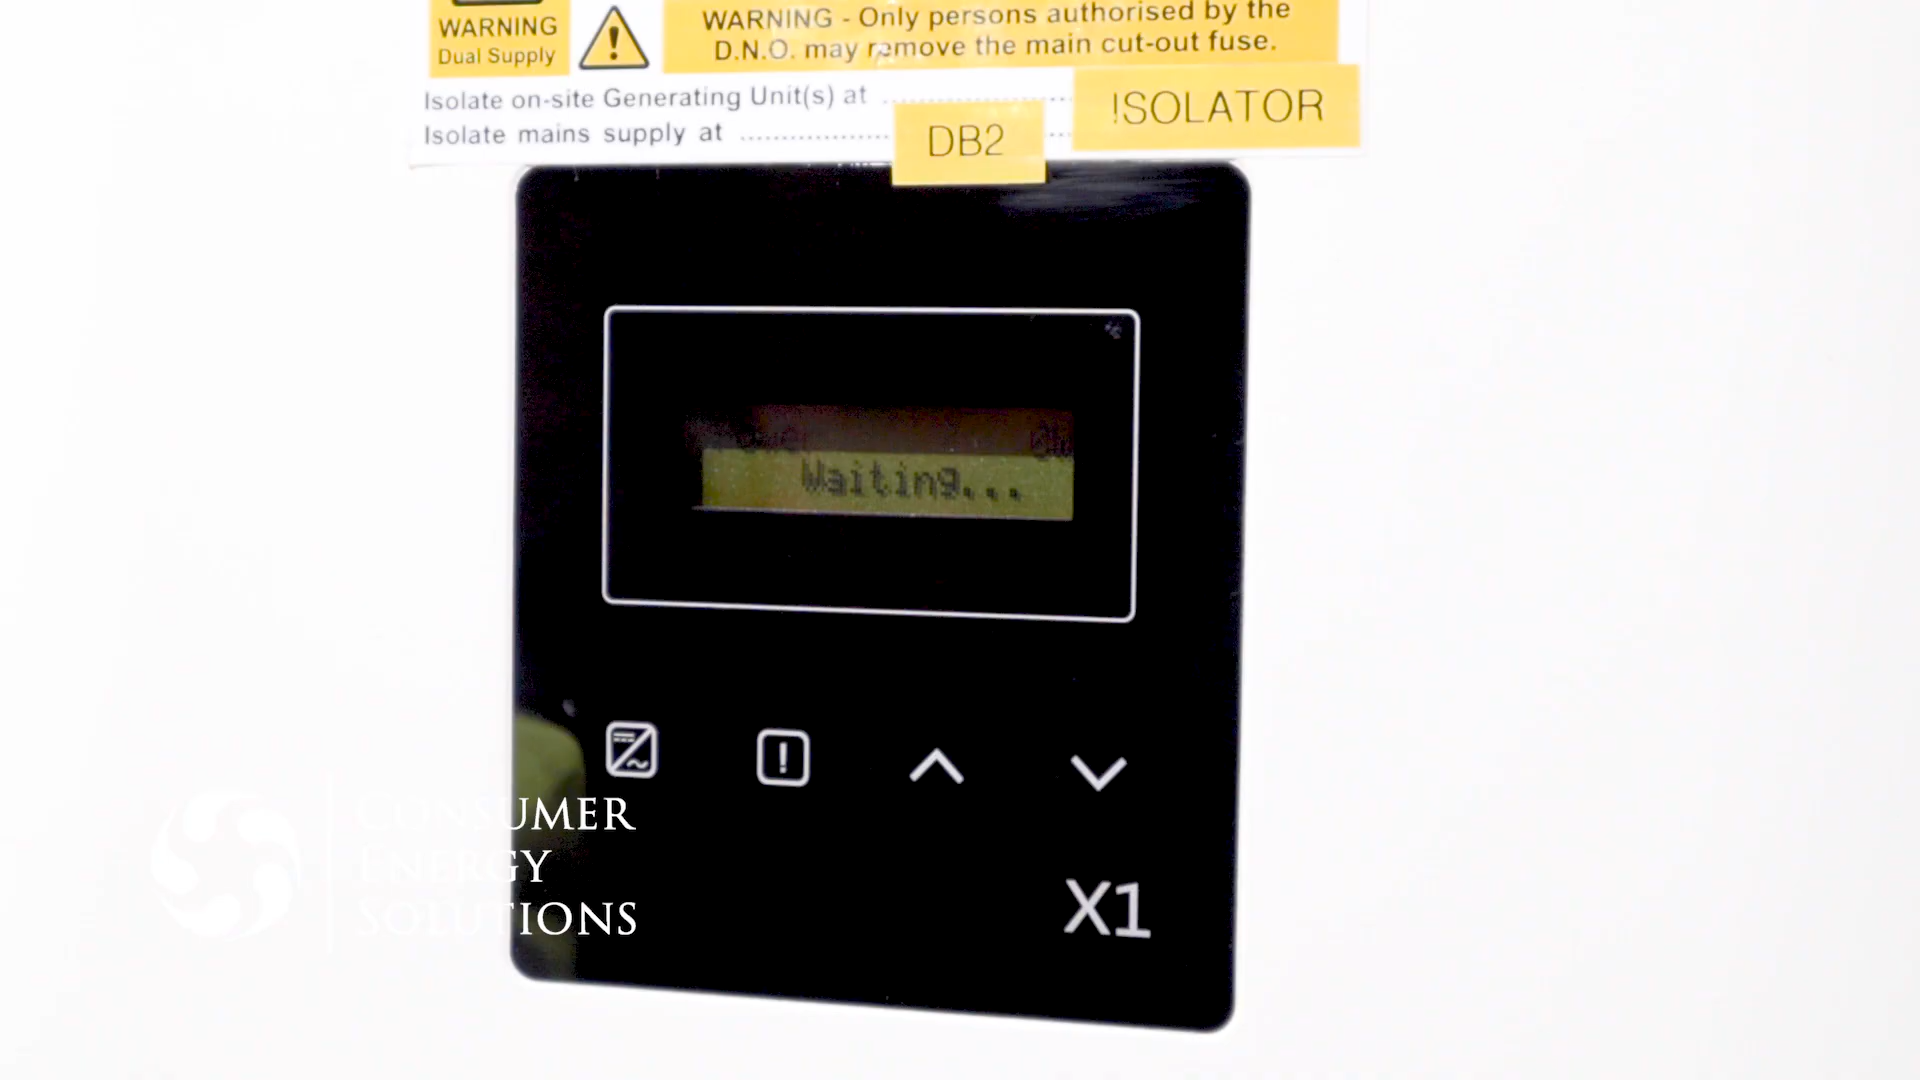 WARNING
Dual Supply
WARNING - Only persons authorised by the
D.N.O. may remove the main cut-out fuse.
Isolate on-site Generating Unit(s) at ....................
ISOLATOR
Isolate mains supply at ....................
DB2
Waiting...
X1
CONSUMER
ENERGY
SOLUTIONS